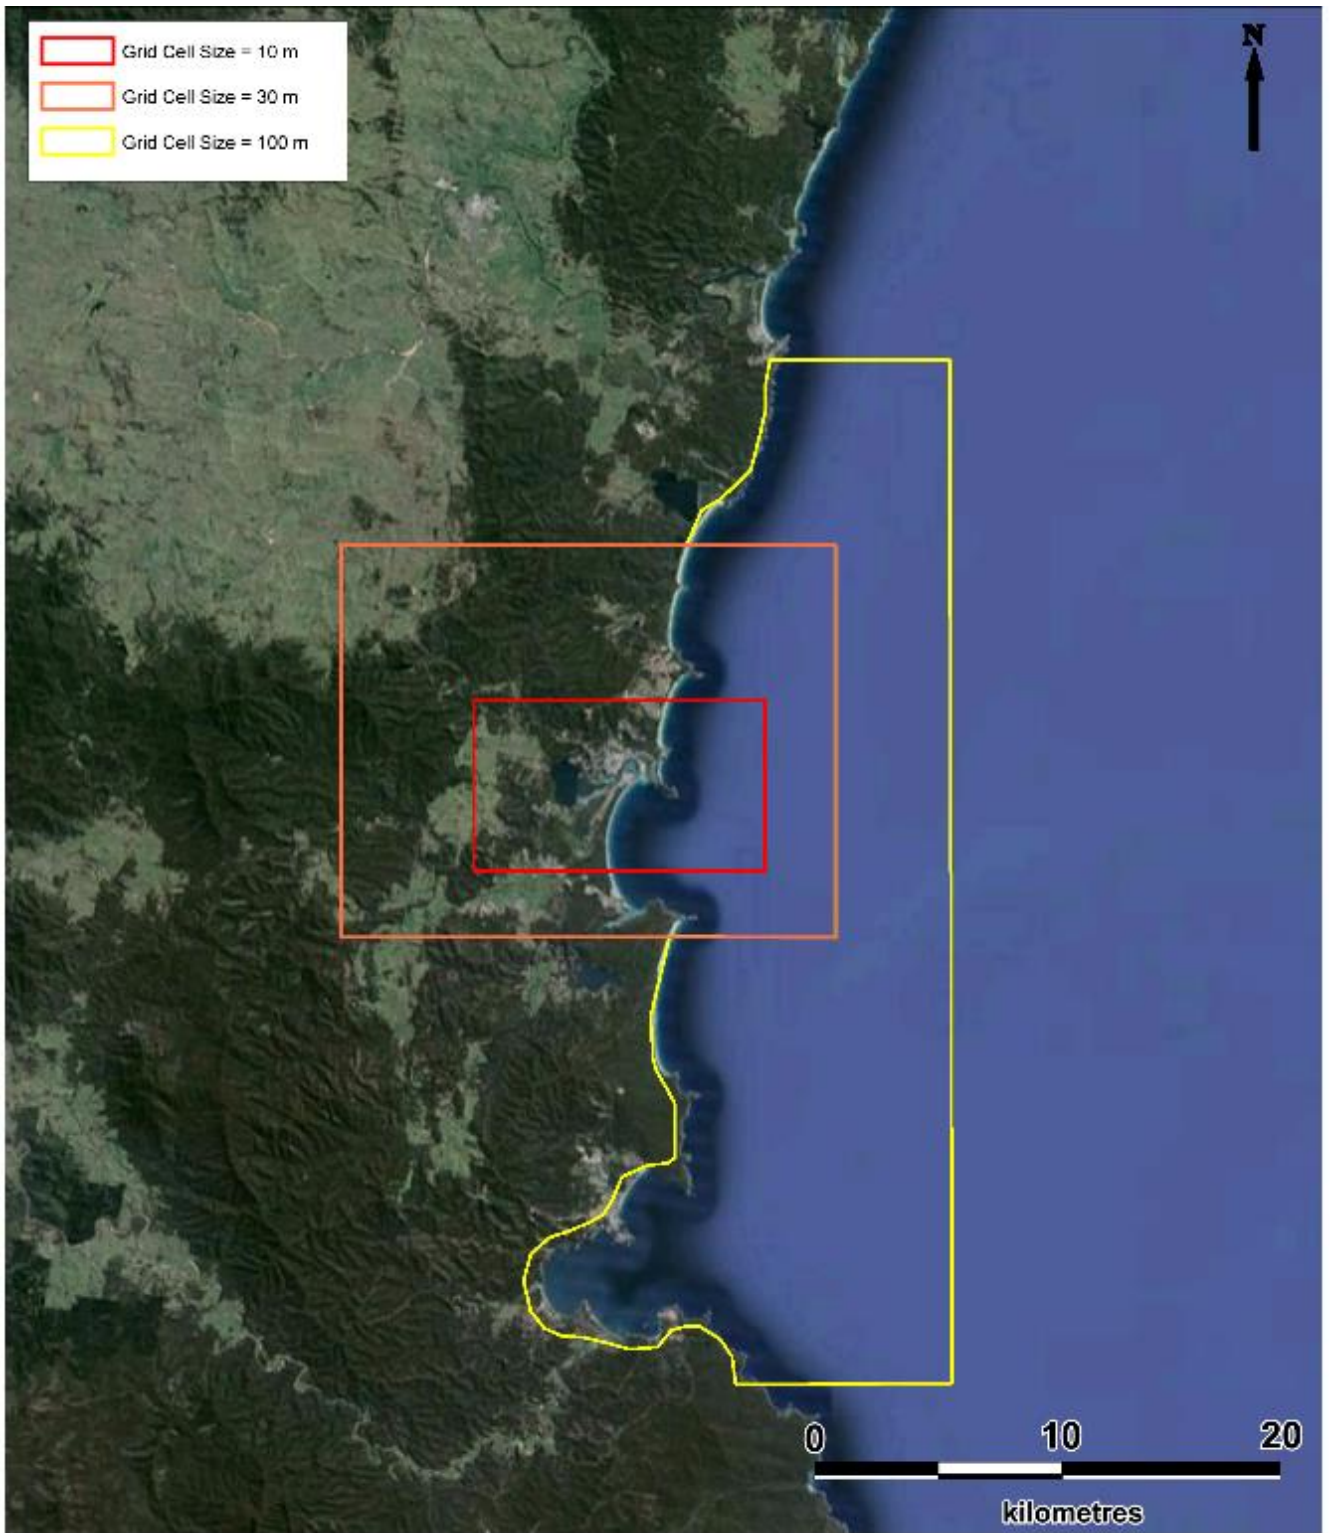 Grid Cell Size = 10 m
Grid Cell Size = 30 m
Grid Cell Size = 100 m
N
0 10 20
kilometres